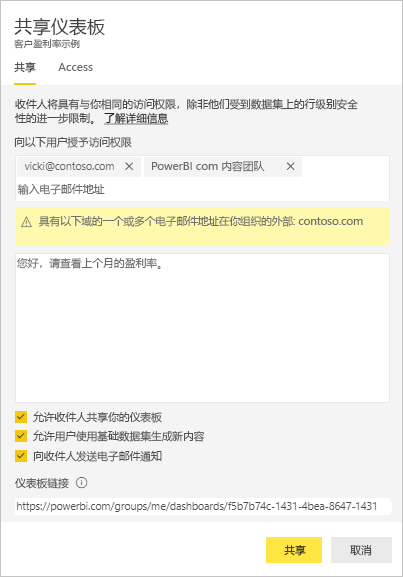 共享仪表板
客户盈利率示例
共享 Access
收件人将具有与你相同的访问权限，除非他们受到数据集上的行级别安全
性的进一步限制。 了解详细信息
向以下用户授予访问权限
vicki@contoso.com PowerBI com 内容团队
输入电子邮件地址
具有以下域的一个或多个电子邮件地址在你组织的外部: contoso.com
您好，请查看上个月的盈利率。
允许收件人共享你的仪表板
允许用户使用基础数据集生成新内容
向收件人发送电子邮件通知
仪表板链接
https://powerbi.com/groups/me/dashboards/f5b7b74c-1431-4bea-8647-1431
共享 取消